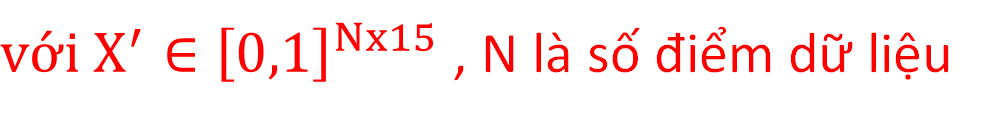 với X′ ∈ [0,1]^{Nx15} , N là số điểm dữ liệu